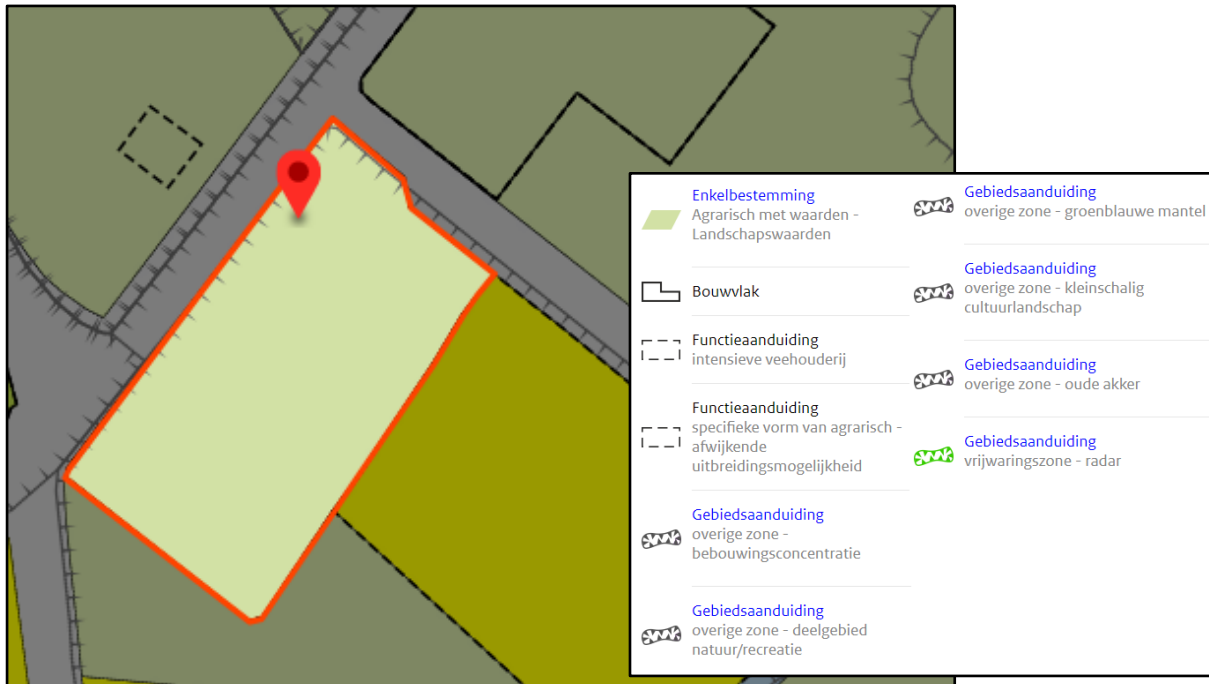 Enkelbestemming
Agrarisch met waarden -
Landschapswaarden
Bouwvlak
Functieaanduiding
intensieve veehouderij
Functieaanduiding
specifieke vorm van agrarisch -
afwijkende
uitbreidingsmogelijkheid
Gebiedsaanduiding
overige zone -
bebouwingsconcentratie
Gebiedsaanduiding
overige zone - deelgebied
natuur/recreatie
Gebiedsaanduiding
overige zone - groenblauwe mantel
Gebiedsaanduiding
overige zone - kleinschalig
cultuurlandschap
Gebiedsaanduiding
overige zone - oude akker
Gebiedsaanduiding
vrijwaringszone - radar